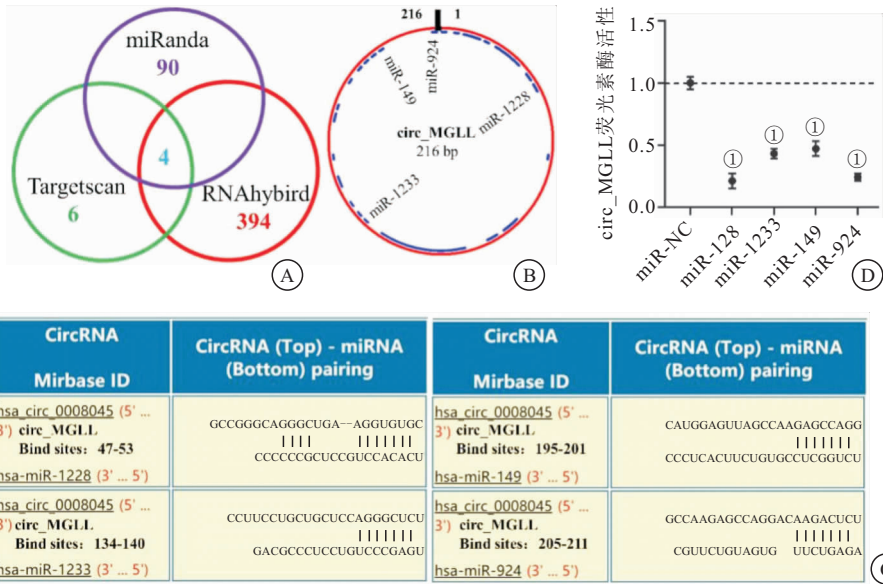 miRanda
90
Targetscan
6
4
RNAhybird
394
A
216 1
miR-924
miR-149
miR-1228
circ_MGLL
216 bp
miR-1233
B
circ_MGLL荧光素酶活性
1.5
1.0
0.5
0.0
①
①
①
①
miR-NC
miR-128
miR-1233
miR-149
miR-924
D
CircRNA
Mirbase ID
CircRNA (Top) - miRNA
(Bottom) pairing
hsa_circ_0008045 (5' ...
3') circ_MGLL
Bind sites: 47-53
hsa-miR-1228 (3' ... 5')
GCCGGGCAGGGCUGA--AGGUGUGC
CCCCCCGCUCCGUCCACACU
hsa_circ_0008045 (5' ...
3') circ_MGLL
Bind sites: 134-140
hsa-miR-1233 (3' ... 5')
CCUUCCUGCUGCUCCAGGGCUCU
GACGCCCUCCUGUCCCGAGU
CircRNA
Mirbase ID
CircRNA (Top) - miRNA
(Bottom) pairing
hsa_circ_0008045 (5' ...
3') circ_MGLL
Bind sites: 195-201
hsa-miR-149 (3' ... 5')
CAUGGAGUUAGCCAAGAGCCAGG
CCCUCACUUCUGUGCCUCGGUCU
hsa_circ_0008045 (5' ...
3') circ_MGLL
Bind sites: 205-211
hsa-miR-924 (3' ... 5')
GCCAAGAGCCAGGACAAGACUCU
CGUUCUGUAGUG UUCUGAGA